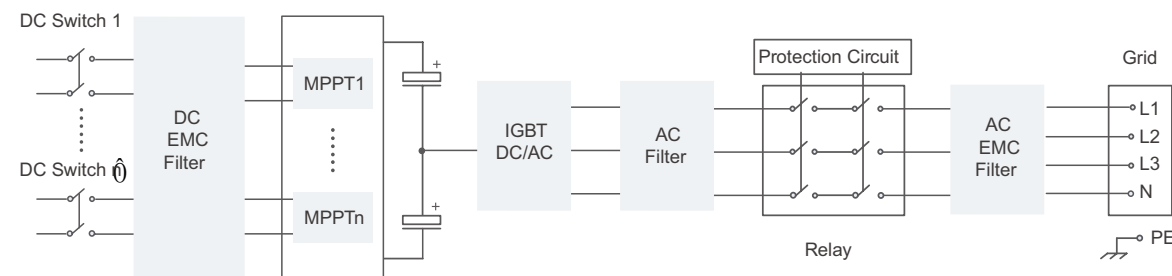 DC Switch 1
DC
EMC
Filter
DC Switch n
MPPT1
MPPTn
+
+
IGBT
DC/AC
AC
Filter
Protection Circuit
Relay
AC
EMC
Filter
Grid
L1
L2
L3
N
PE